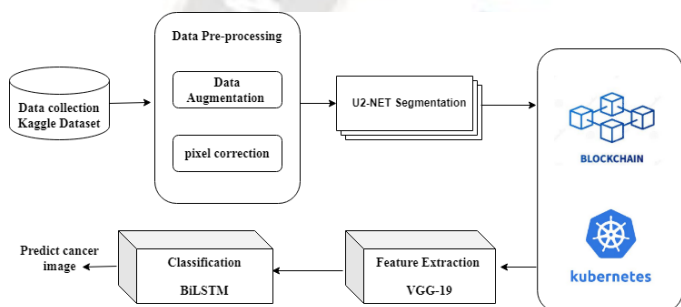 Data Pre-processing
Data collection
Kaggle Dataset
Data
Augmentation
pixel correction
U2-NET Segmentation
BLOCKCHAIN
kubernetes
Feature Extraction
VGG-19
Classification
BiLSTM
Predict cancer
image